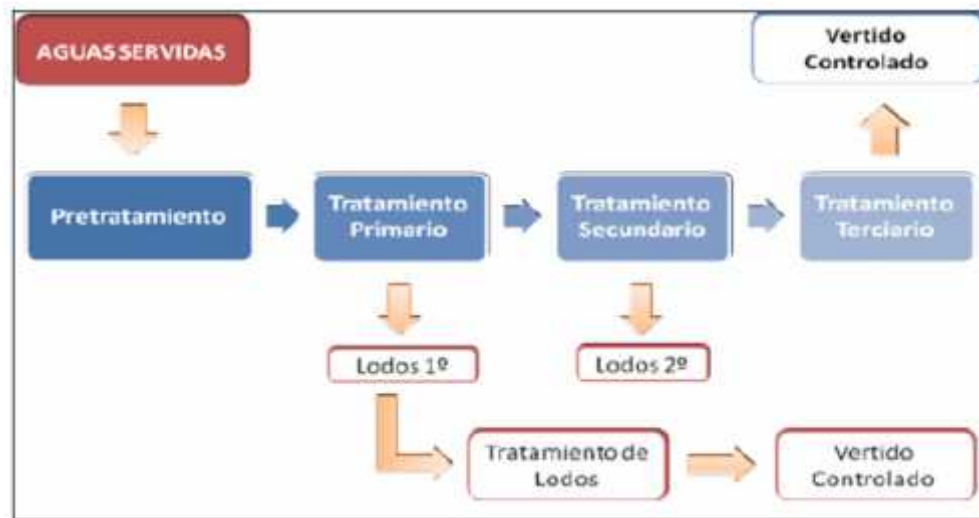 AGUAS SERVIDAS
Vertido
Controlado
Pretratamiento
Tratamiento
Primario
Tratamiento
Secundario
Tratamiento
Terciario
Lodos 1º
Lodos 2º
Tratamiento de
Lodos
Vertido
Controlado